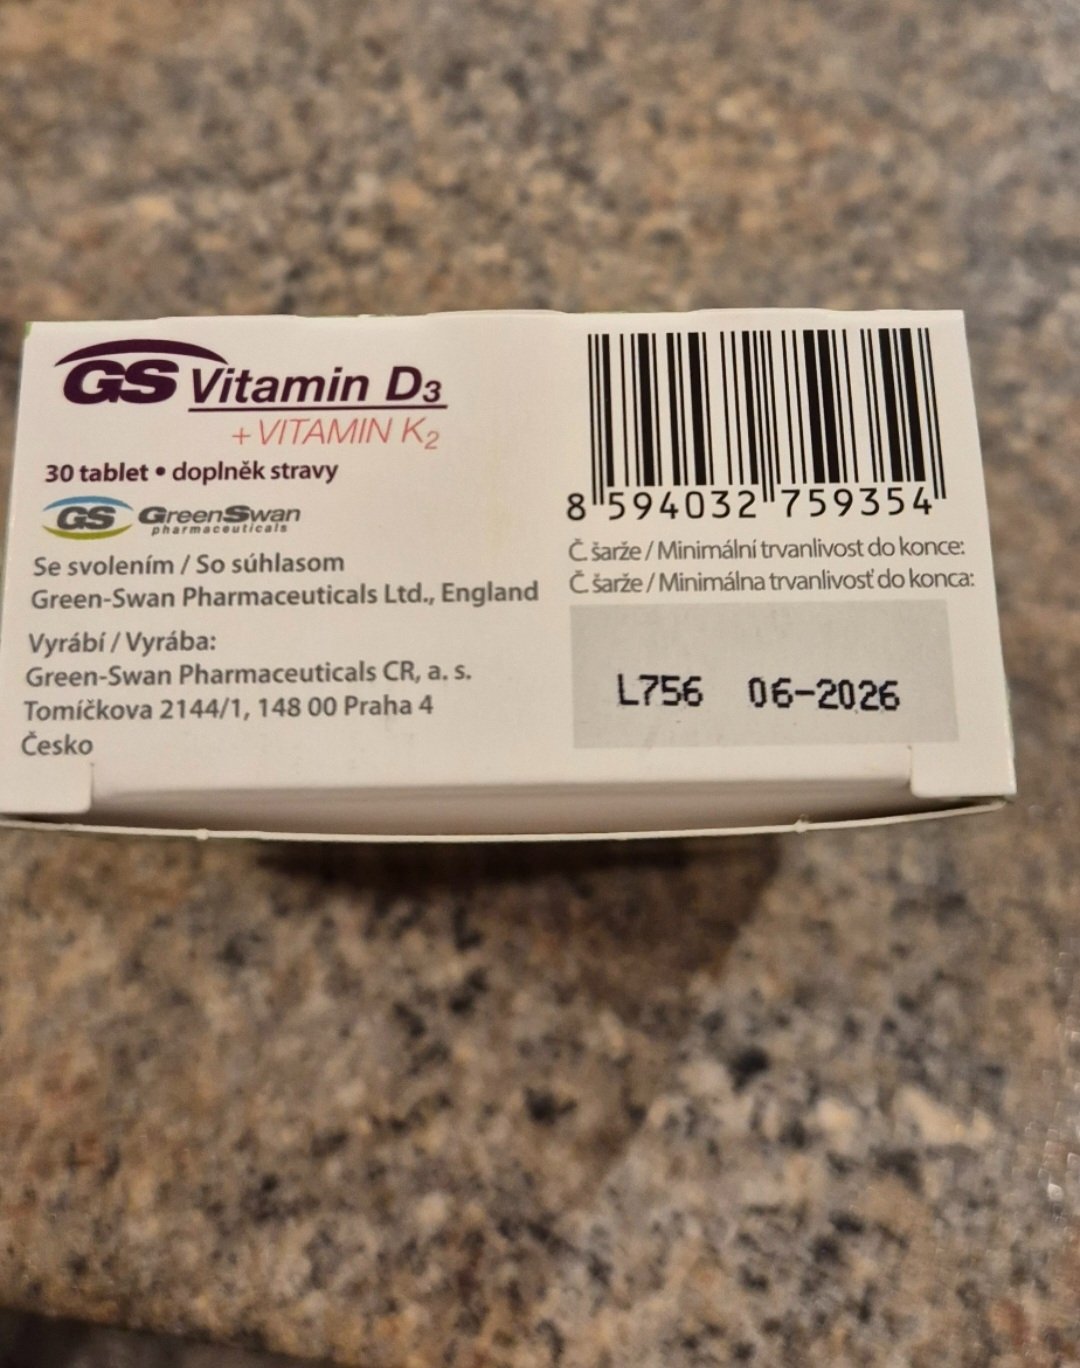 GS Vitamin D3
+ VITAMIN K2
30 tablet • doplněk stravy
GS GreenSwan
pharmaceuticals
Se svolením / So súhlasom
Green-Swan Pharmaceuticals Ltd., England
Vyrábí / Vyrába:
Green-Swan Pharmaceuticals CR, a. s.
Tomíčkova 2144/1, 148 00 Praha 4
Česko
8 594032 759354
Č. šarže / Minimální trvanlivost do konce:
Č. šarže / Minimálna trvanlivosť do konca:
L756 06-2026